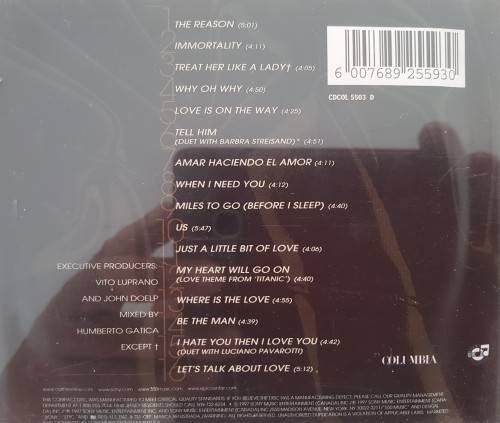 THE REASON (5:01)
IMMORTALITY (4:11)
TREAT HER LIKE A LADY† (4:05)
WHY OH WHY (4:50)
LOVE IS ON THE WAY (4:25)
TELL HIM
(DUET WITH BARBRA STREISAND)* (4:51)
AMAR HACIENDO EL AMOR (4:11)
WHEN I NEED YOU (4:12)
MILES TO GO (BEFORE I SLEEP) (4:40)
US (5:47)
JUST A LITTLE BIT OF LOVE (4:06)
MY HEART WILL GO ON
(LOVE THEME FROM 'TITANIC') (4:40)
WHERE IS THE LOVE (4:55)
BE THE MAN (4:39)
I HATE YOU THEN I LOVE YOU (4:42)
(DUET WITH LUCIANO PAVAROTTI)
LET'S TALK ABOUT LOVE (5:12)
EXECUTIVE PRODUCERS:
VITO LUPRANO
AND JOHN DOELP
MIXED BY
HUMBERTO GATICA
EXCEPT †
6 007689 255930
CDCOL 5503 D
COLUMBIA